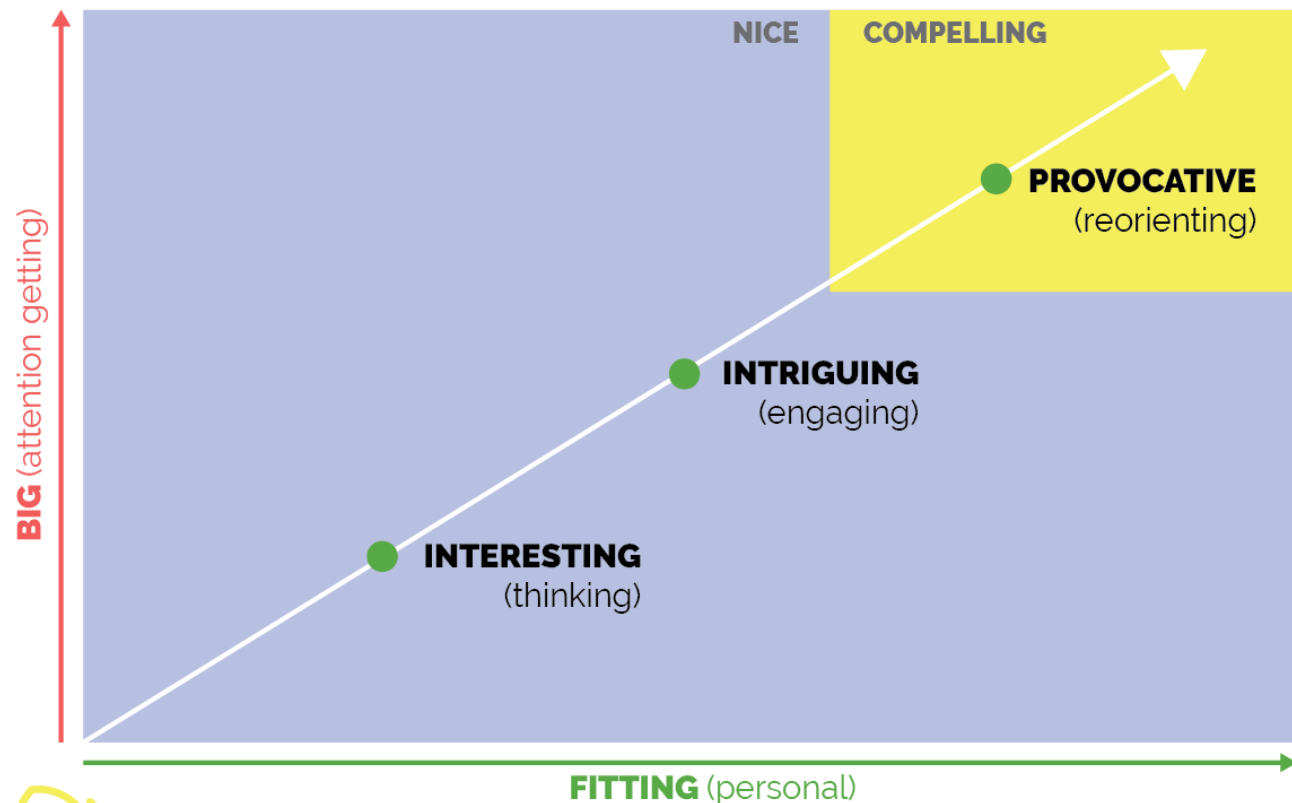 NICE COMPELLING
PROVOCATIVE
(reorienting)
INTRIGUING
(engaging)
INTERESTING
(thinking)
BIG (attention getting)
FITTING (personal)